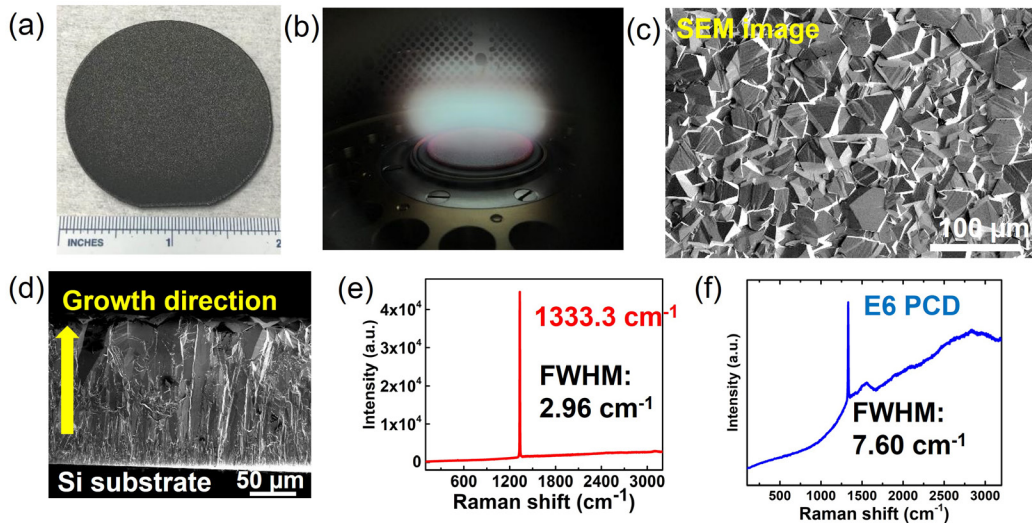 (a)
INCHES 1 2
(b)
(c)
SEM image
100 µm
(d)
Growth direction
Si substrate
50 µm
(e)
Intensity (a.u.)
4x10⁴
3x10⁴
2x10⁴
1x10⁴
0
1333.3 cm⁻¹
FWHM:
2.96 cm⁻¹
600 1200 1800 2400 3000
Raman shift (cm⁻¹)
(f)
Intensity (a.u.)
E6 PCD
FWHM:
7.60 cm⁻¹
500 1000 1500 2000 2500 3000
Raman shift (cm⁻¹)